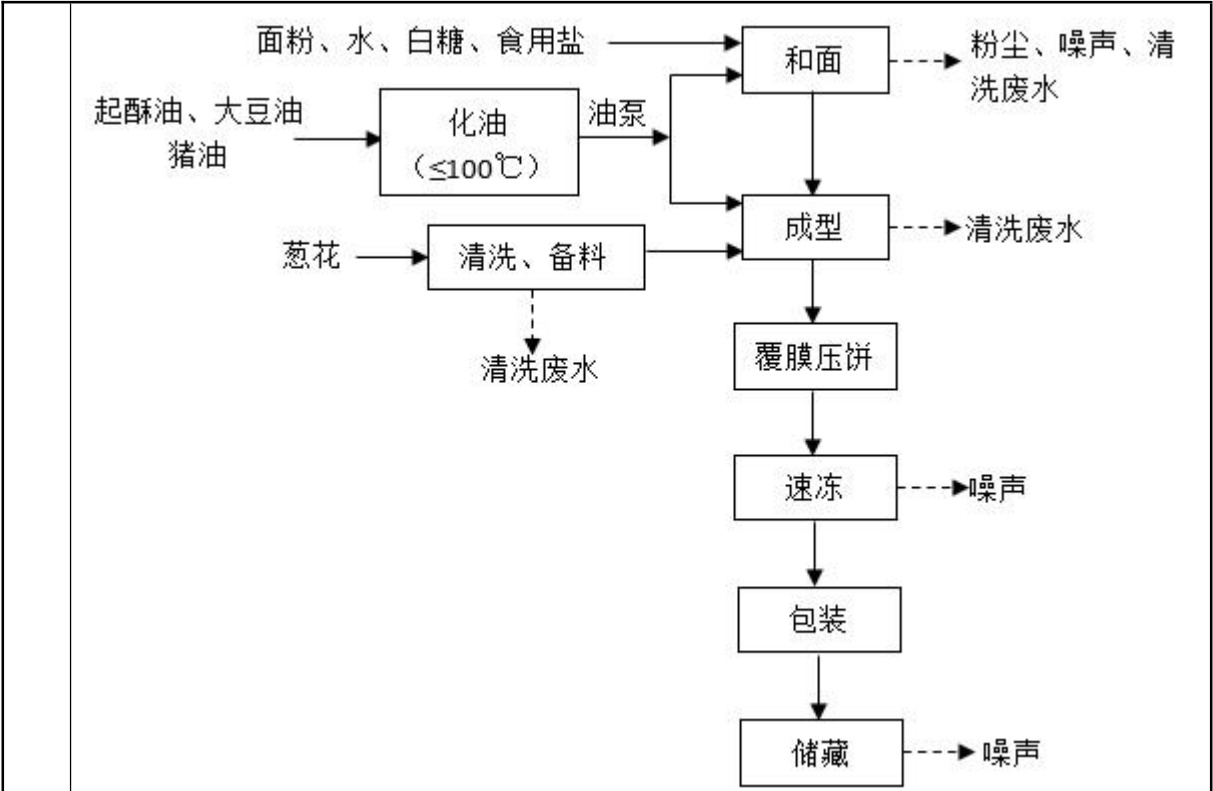 面粉、水、白糖、食用盐
和面
粉尘、噪声、清
洗废水
起酥油、大豆油
猪油
化油
（≤100℃）
油泵
成型
清洗废水
葱花
清洗、备料
清洗废水
覆膜压饼
速冻
噪声
包装
储藏
噪声